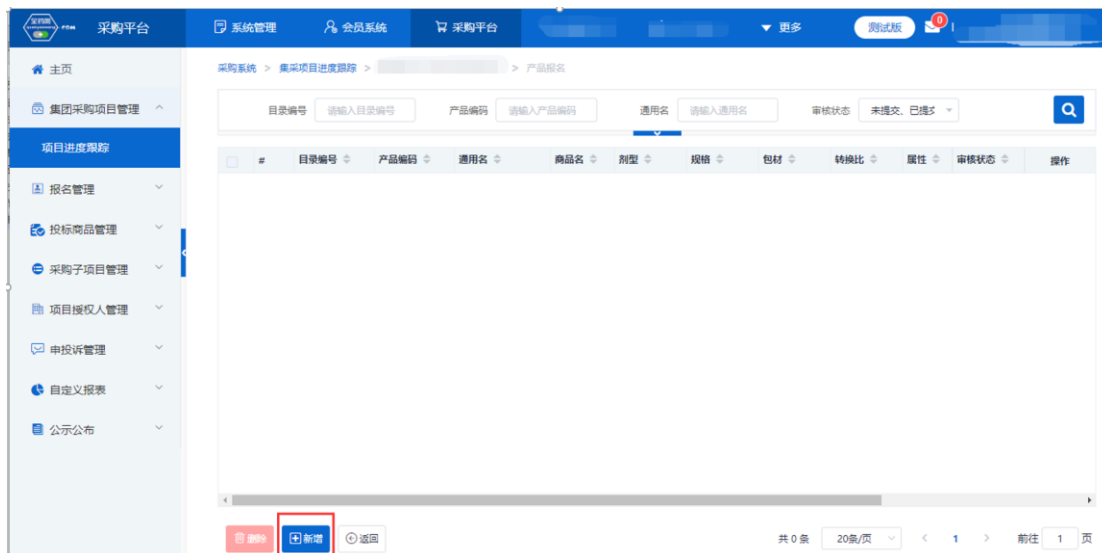 采购平台 系统管理 会员系统 采购平台 更多 测试版 0
主页 采购系统 > 集采项目进度跟踪 > > 产品报名
集团采购项目管理 目录编号 请输入目录编号 产品编码 请输入产品编码 通用名 请输入通用名 审核状态 未提交、已提交
项目进度跟踪 # 目录编号 产品编码 通用名 商品名 剂型 规格 包材 转换比 属性 审核状态 操作
报名管理
投标商品管理
采购子项目管理
项目授权人管理
申投诉管理
自定义报表
公示公布
删除 新增 返回 共 0 条 20条/页 < 1 > 前往 1 页